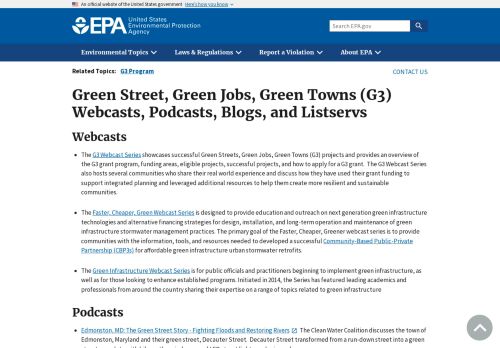 An official website of the United States government Here's how you know
EPA United States
Environmental Protection
Agency
Search EPA.gov
Environmental Topics Laws & Regulations Report a Violation About EPA
Related Topics: G3 Program CONTACT US
Green Street, Green Jobs, Green Towns (G3)
Webcasts, Podcasts, Blogs, and Listservs
Webcasts
The G3 Webcast Series showcases successful Green Streets, Green Jobs, Green Towns (G3) projects and provides an overview of
the G3 grant program, funding areas, eligible projects, successful projects, and how to apply for a G3 grant. The G3 Webcast Series
also hosts several communities who share their real world experience and discuss how they have used their grant funding to
support integrated planning and leveraged additional resources to help them create more resilient and sustainable
communities.
The Faster, Cheaper, Green Webcast Series is designed to provide education and outreach on next generation green infrastructure
technologies and alternative financing strategies for design, installation, and long-term operation and maintenance of green
infrastructure stormwater management practices. The primary goal of the Faster, Cheaper, Greener webcast series is to provide
communities with the information, tools, and resources needed to developed a successful Community-Based Public-Private
Partnership (CBP3s) for affordable green infrastructure urban stormwater retrofits.
The Green Infrastructure Webcast Series is for public officials and practitioners beginning to implement green infrastructure, as
well as for those looking to enhance established programs. Initiated in 2014, the Series has featured leading academics and
professionals from around the country sharing their expertise on a range of topics related to green infrastructure
Podcasts
Edmonston, MD: The Green Street Story - Fighting Floods and Restoring Rivers The Clean Water Coalition discusses the town of
Edmonston, Maryland and their green street, Decauter Street. Decauter Street transformed from a run-down street into a green